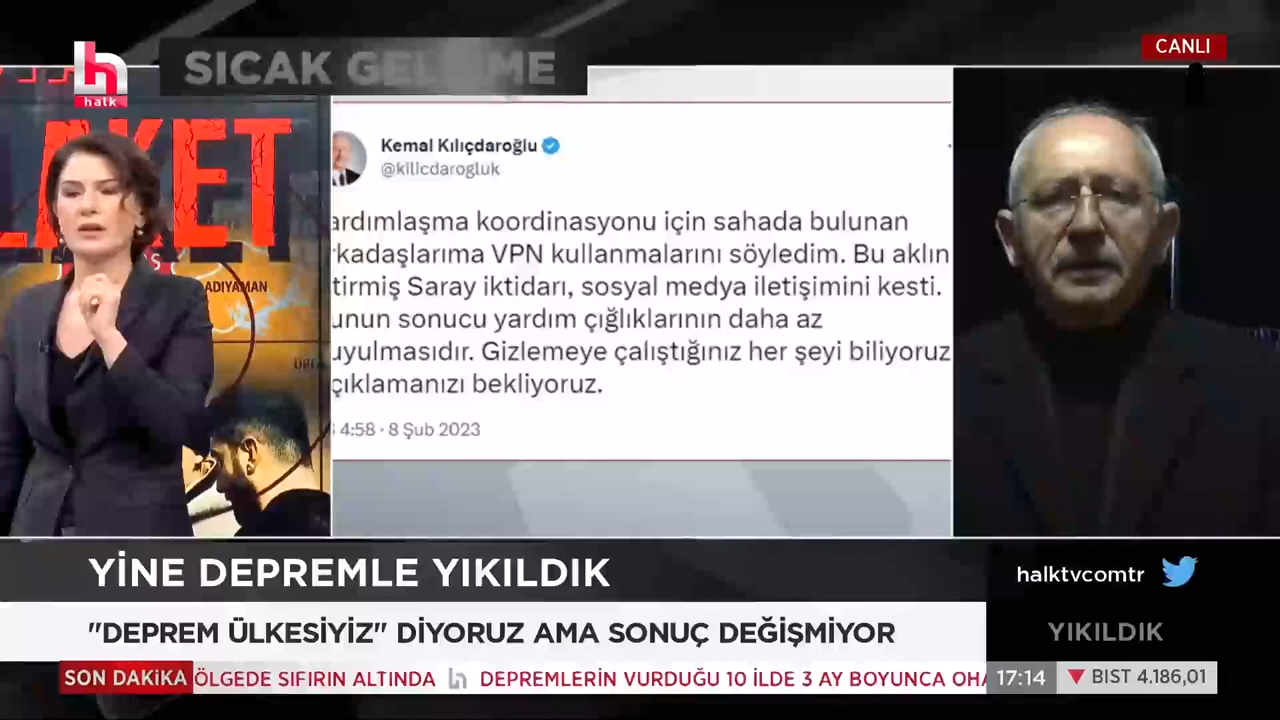 CANLI
SICAK GEL ME
h
halk
LAKET
ADIYAMAN
Kemal Kılıçdaroğlu
@kilicdarogluk
ardımlaşma koordinasyonu için sahada bulunan
rkadaşlarıma VPN kullanmalarını söyledim. Bu aklın
tirmiş Saray iktidarı, sosyal medya iletişimini kesti.
unun sonucu yardım çığlıklarının daha az
uyulmasıdır. Gizlemeye çalıştığınız her şeyi biliyoruz
çıklamanızı bekliyoruz.
4:58 · 8 Şub 2023
YİNE DEPREMLE YIKILDIK
halktvcomtr
"DEPREM ÜLKESİYİZ" DİYORUZ AMA SONUÇ DEĞİŞMİYOR
YIKILDIK
SON DAKİKA ÖLGEDE SIFIRIN ALTINDA h DEPREMLERİN VURDUĞU 10 İLDE 3 AY BOYUNCA OHA 17:14 BIST 4.186,01